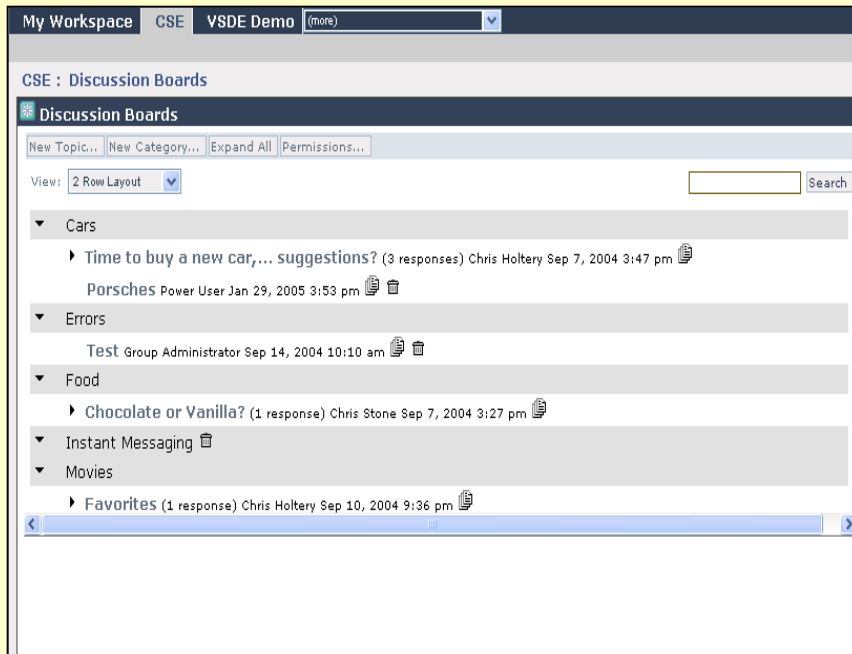 My Workspace CSE VSDE Demo (more)
CSE : Discussion Boards
Discussion Boards
New Topic... New Category... Expand All Permissions...
View: 2 Row Layout Search
Cars
Time to buy a new car,... suggestions? (3 responses) Chris Holtery Sep 7, 2004 3:47 pm
Porsches Power User Jan 29, 2005 3:53 pm
Errors
Test Group Administrator Sep 14, 2004 10:10 am
Food
Chocolate or Vanilla? (1 response) Chris Stone Sep 7, 2004 3:27 pm
Instant Messaging
Movies
Favorites (1 response) Chris Holtery Sep 10, 2004 9:36 pm